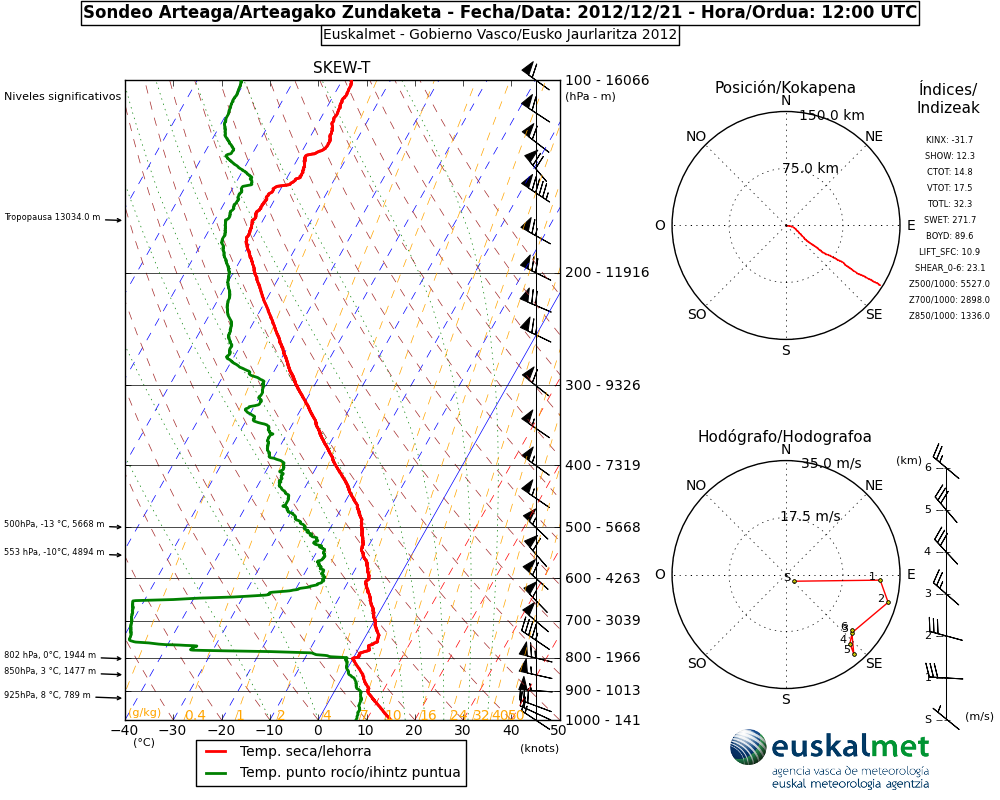 Sondeo Arteaga/Arteagako Zundaketa - Fecha/Data: 2012/12/21 - Hora/Ordua: 12:00 UTC
Euskalmet - Gobierno Vasco/Eusko Jaurlaritza 2012
SKEW-T
Niveles significativos
Tropopausa 13034.0 m
500hPa, -13 °C, 5668 m
553 hPa, -10°C, 4894 m
802 hPa, 0°C, 1944 m
850hPa, 3 °C, 1477 m
925hPa, 8 °C, 789 m
100 - 16066
(hPa - m)
200 - 11916
300 - 9326
400 - 7319
500 - 5668
600 - 4263
700 - 3039
800 - 1966
900 - 1013
1000 - 141
(g/kg) 0.4 1 2 4 7 10 16 24 32 40 50
−40 −30 −20 −10 0 10 20 30 40 50
(°C)
(knots)
Temp. seca/lehorra
Temp. punto rocío/ihintz puntua
Posición/Kokapena
N
150.0 km
NO
NE
75.0 km
O
E
SO
SE
S
Índices/
Indizeak
KINX: -31.7
SHOW: 12.3
CTOT: 14.8
VTOT: 17.5
TOTL: 32.3
SWET: 271.7
BOYD: 89.6
LIFT_SFC: 10.9
SHEAR_0-6: 23.1
Z500/1000: 5527.0
Z700/1000: 2898.0
Z850/1000: 1336.0
Hodógrafo/Hodografoa
N
35.0 m/s
NO
NE
17.5 m/s
O
E
S
1
2
6
3
4
5
SO
SE
S
(km)
6
5
4
3
2
1
S
(m/s)
euskalmet
agencia vasca de meteorología
euskal meteorologia agentzia